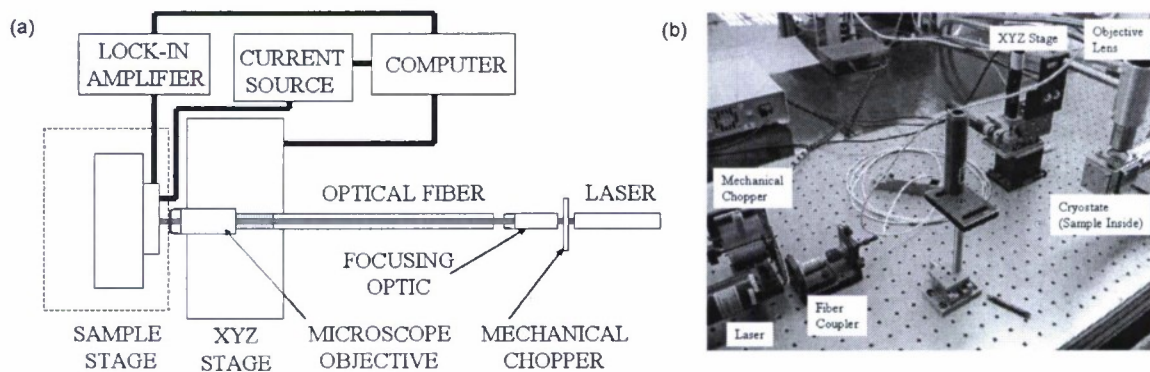 (a)
LOCK-IN
AMPLIFIER
CURRENT
SOURCE
COMPUTER
OPTICAL FIBER
LASER
FOCUSING
OPTIC
SAMPLE
STAGE
XYZ
STAGE
MICROSCOPE
OBJECTIVE
MECHANICAL
CHOPPER
(b)
XYZ Stage
Objective
Lens
Mechanical
Chopper
Cryostate
(Sample Inside)
Fiber
Coupler
Laser